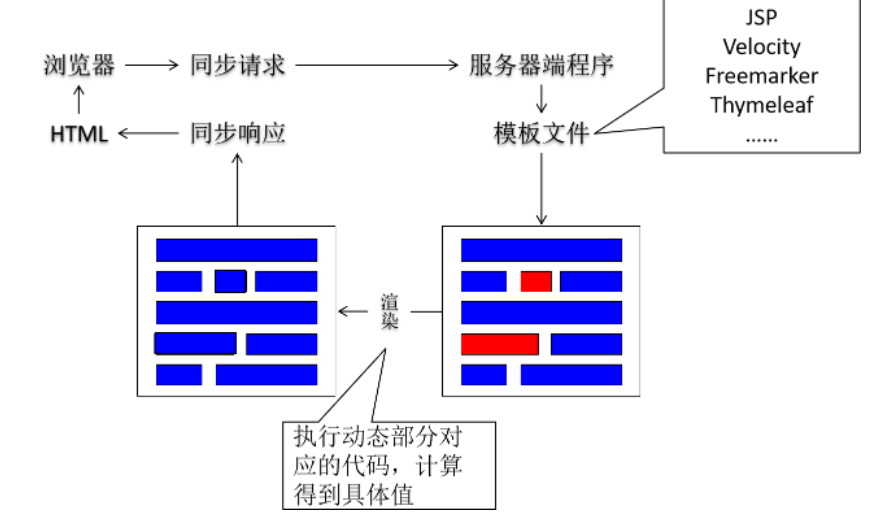 JSP
Velocity
Freemarker
Thymeleaf
......
浏览器
同步请求
服务器端程序
HTML
同步响应
模板文件
渲
染
执行动态部分对
应的代码，计算
得到具体值